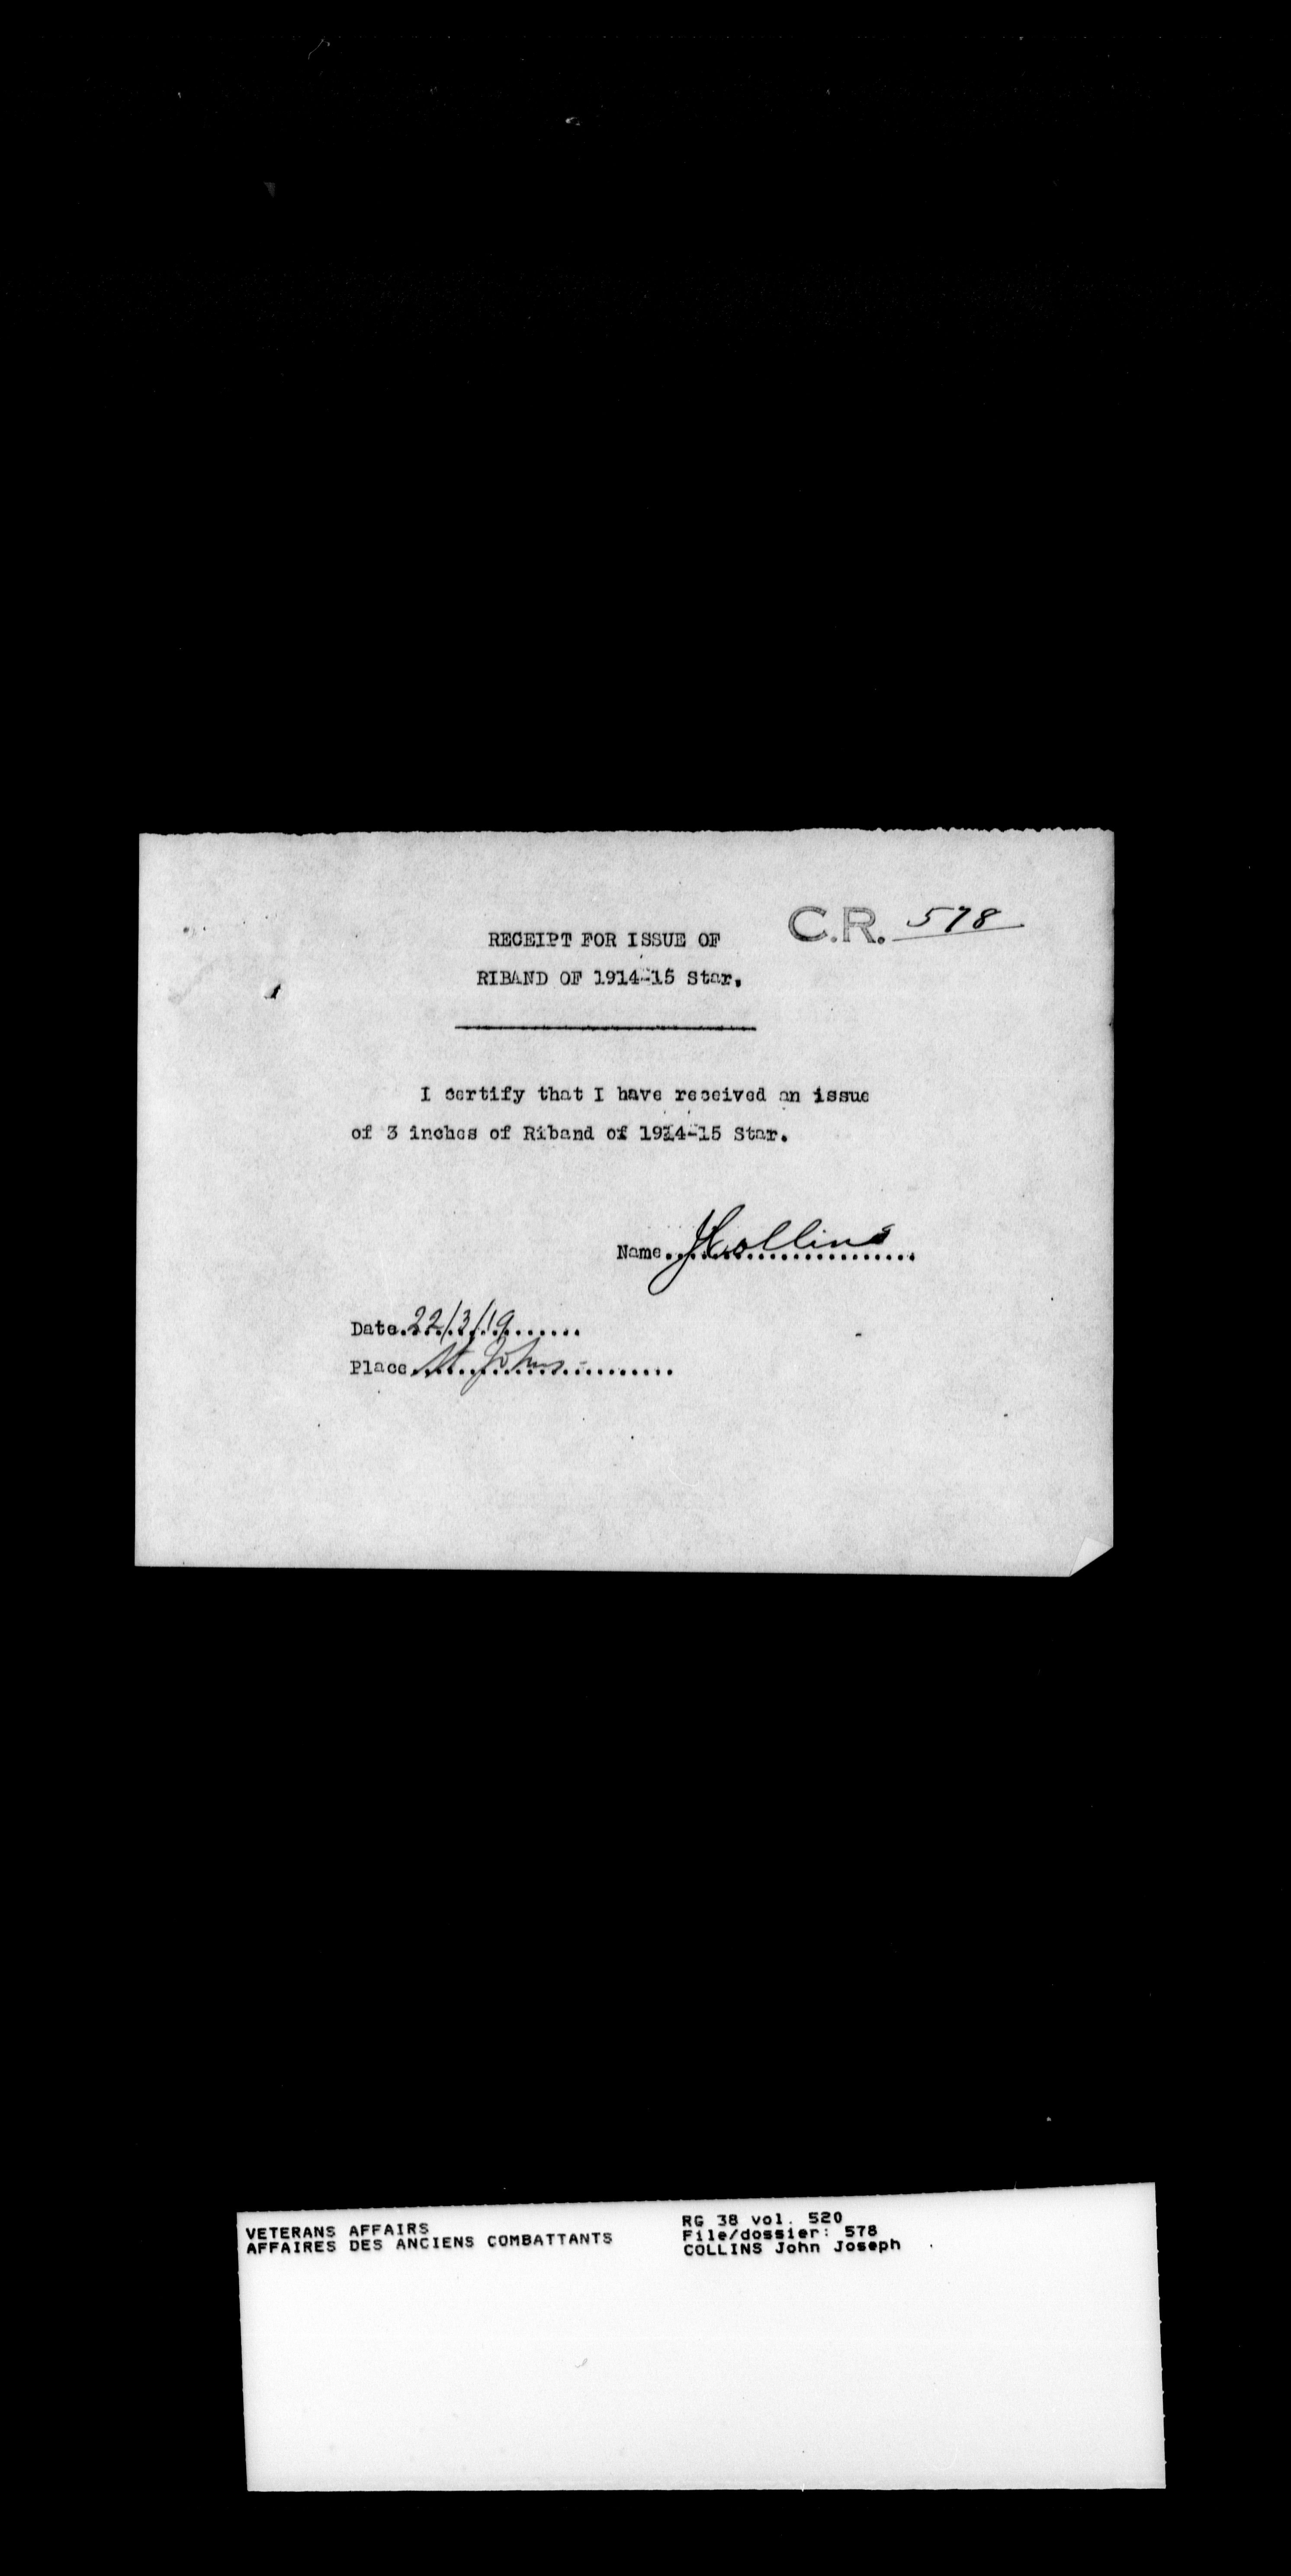 C.R. 578
RECEIPT FOR ISSUE OF
RIBAND OF 1914-15 Star.
I certify that I have received an issue
of 3 inches of Riband of 1914-15 Star.
Name JCollins
Date 22/3/19
Place St Johns
VETERANS AFFAIRS
AFFAIRES DES ANCIENS COMBATTANTS
RG 38 vol. 520
File/dossier: 578
COLLINS John Joseph